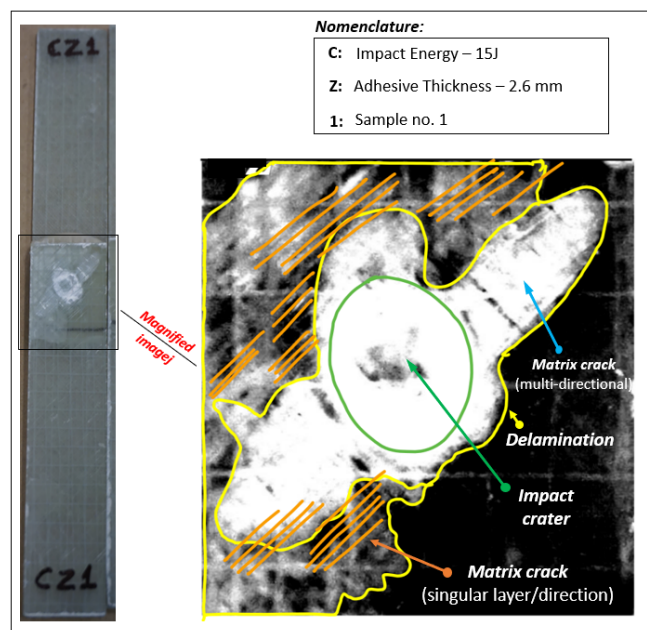 CZ1
Nomenclature:
C: Impact Energy – 15J
Z: Adhesive Thickness – 2.6 mm
1: Sample no. 1
Magnified
imagej
Matrix crack
(multi-directional)
Delamination
Impact
crater
Matrix crack
(singular layer/direction)
CZ1